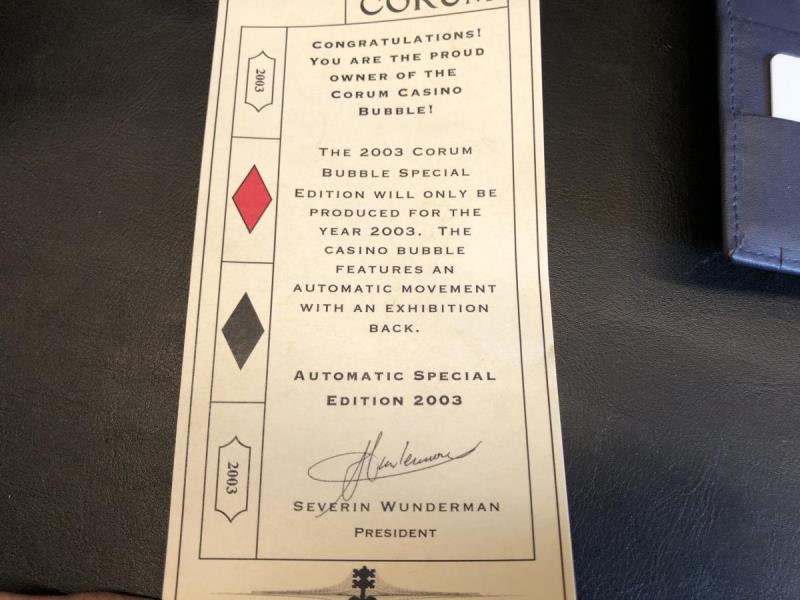 CORUM
CONGRATULATIONS!
YOU ARE THE PROUD
OWNER OF THE
CORUM CASINO
BUBBLE!
2003
THE 2003 CORUM
BUBBLE SPECIAL
EDITION WILL ONLY BE
PRODUCED FOR THE
YEAR 2003. THE
CASINO BUBBLE
FEATURES AN
AUTOMATIC MOVEMENT
WITH AN EXHIBITION
BACK.
AUTOMATIC SPECIAL
EDITION 2003
2003
SEVERIN WUNDERMAN
PRESIDENT